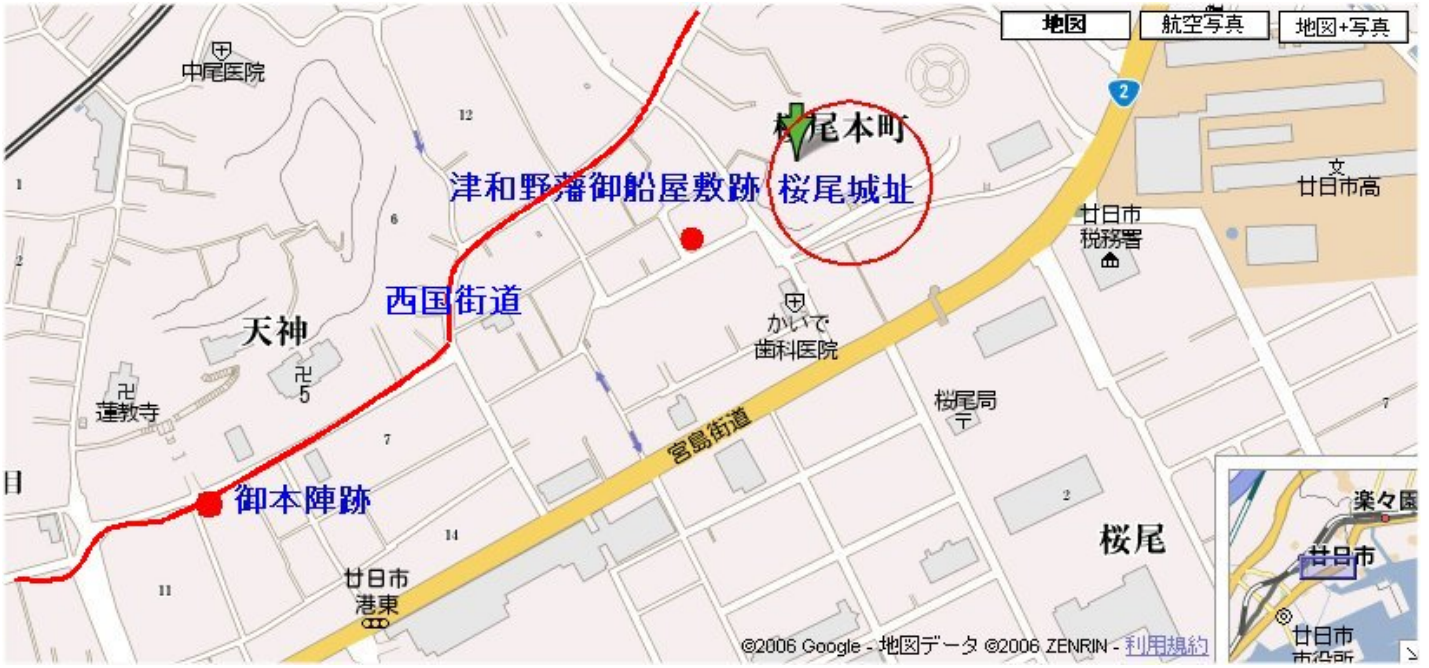 地図
航空写真
地図+写真
中尾医院
2
12
桜尾本町
1
津和野藩御船屋敷跡
桜尾城址
文
廿日市高
6
廿日市
税務署
2
西国街道
天神
かいで
歯科医院
卍
5
卍
蓮教寺
桜尾局
〒
7
7
宮島街道
目
御本陣跡
2
楽々園
14
桜尾
廿日市
廿日市
港東
11
廿日市
市役所
©2006 Google - 地図データ ©2006 ZENRIN - 利用規約